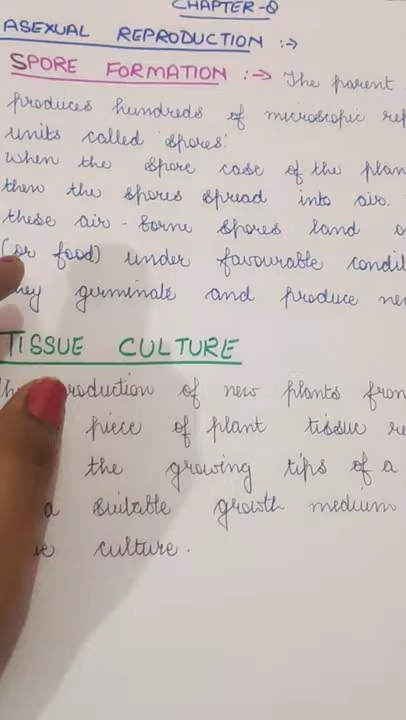 CHAPTER-8
ASEXUAL REPRODUCTION :->
SPORE FORMATION :-> The parent
produces hundreds of microscopic
units called 'spores'.
When the spore case of the
then the spores spread into air.
these air-borne spores land
(or food) under favourable
they germinate and produce
TISSUE CULTURE
production of new plants
piece of plant tissue
the growing tips of a
a suitable growth medium
culture.